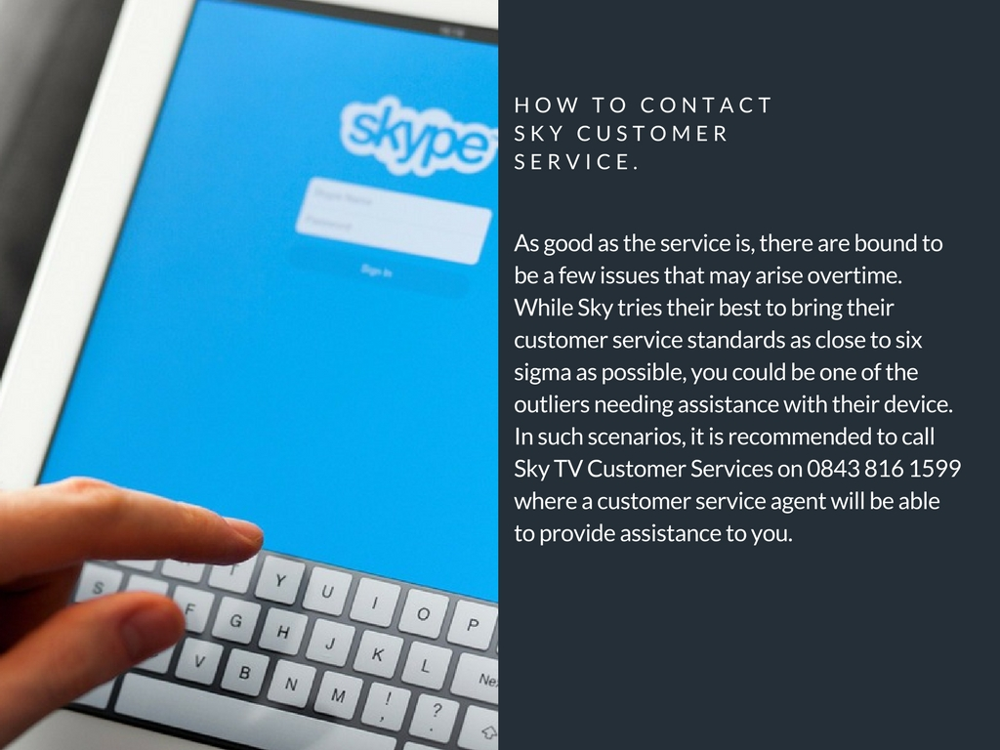 skype
Skype Name
Password
Sign In
S F T Y U I O P
G H J K L
V B N M ! , ? .
Nex
HOW TO CONTACT
SKY CUSTOMER
SERVICE.
As good as the service is, there are bound to
be a few issues that may arise overtime.
While Sky tries their best to bring their
customer service standards as close to six
sigma as possible, you could be one of the
outliers needing assistance with their device.
In such scenarios, it is recommended to call
Sky TV Customer Services on 0843 816 1599
where a customer service agent will be able
to provide assistance to you.